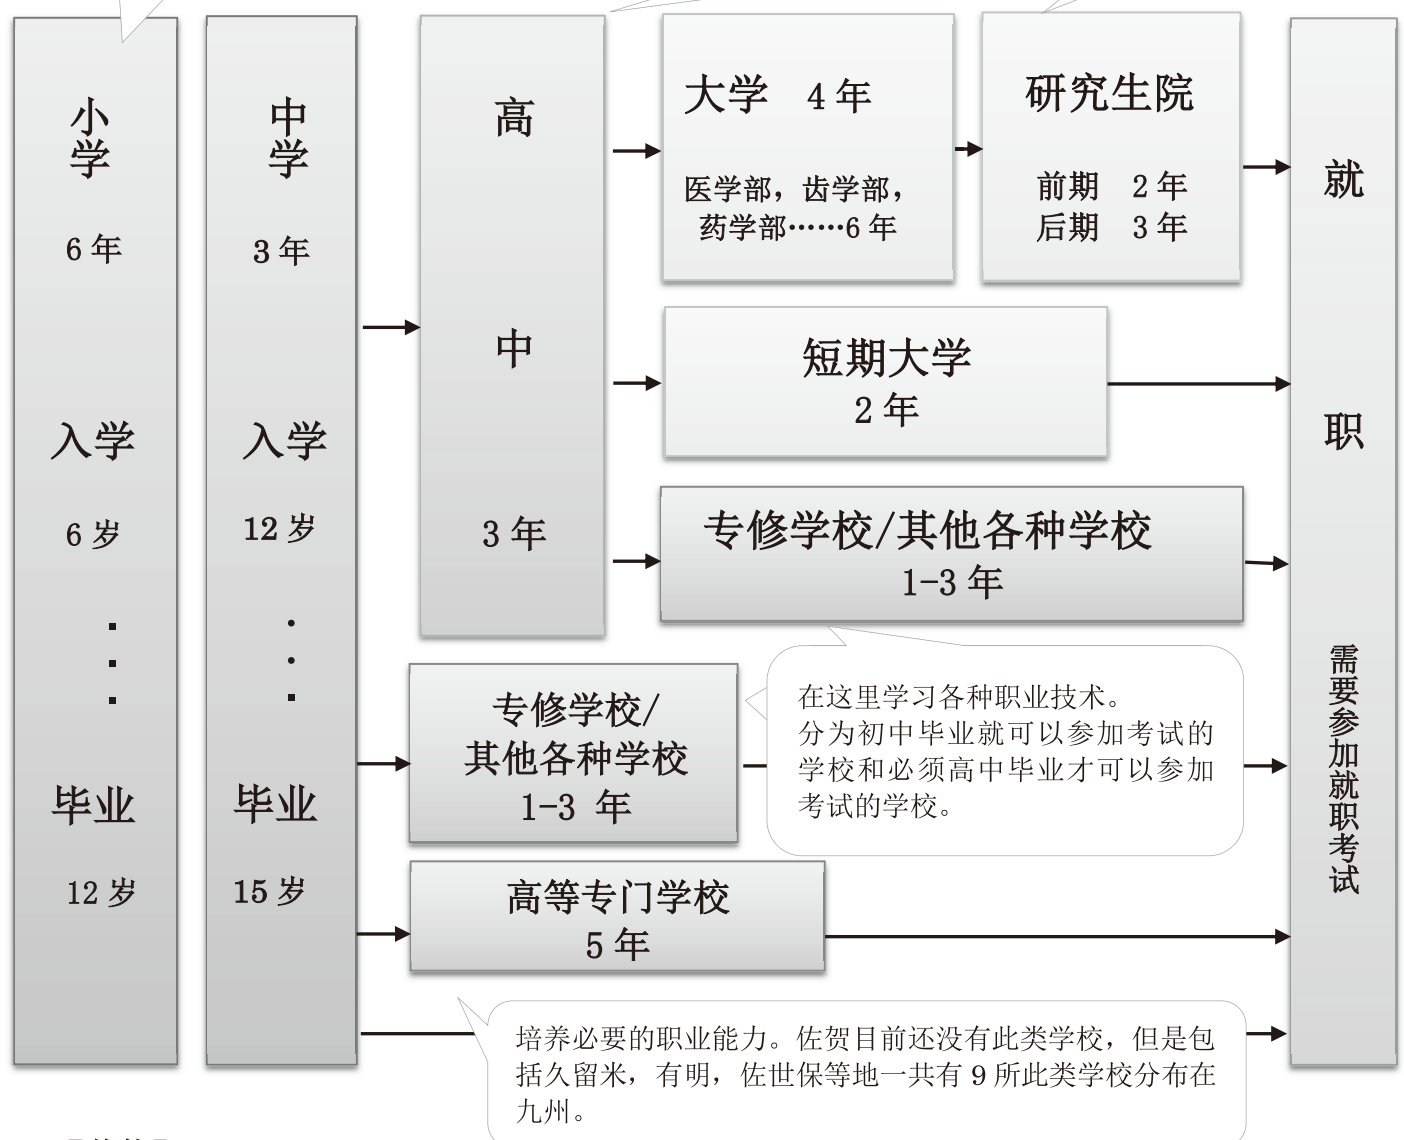 小学
6 年
入学
6 岁
毕业
12 岁
中学
3 年
入学
12 岁
毕业
15 岁
高中
3 年
大学 4 年
医学部，齿学部，
药学部……6 年
研究生院
前期 2 年
后期 3 年
短期大学
2 年
专修学校/其他各种学校
1-3 年
专修学校/
其他各种学校
1-3 年
在这里学习各种职业技术。
分为初中毕业就可以参加考试的
学校和必须高中毕业才可以参加
考试的学校。
高等专门学校
5 年
培养必要的职业能力。佐贺目前还没有此类学校，但是包
括久留米，有明，佐世保等地一共有 9 所此类学校分布在
九州。
就职
需要参加就职考试